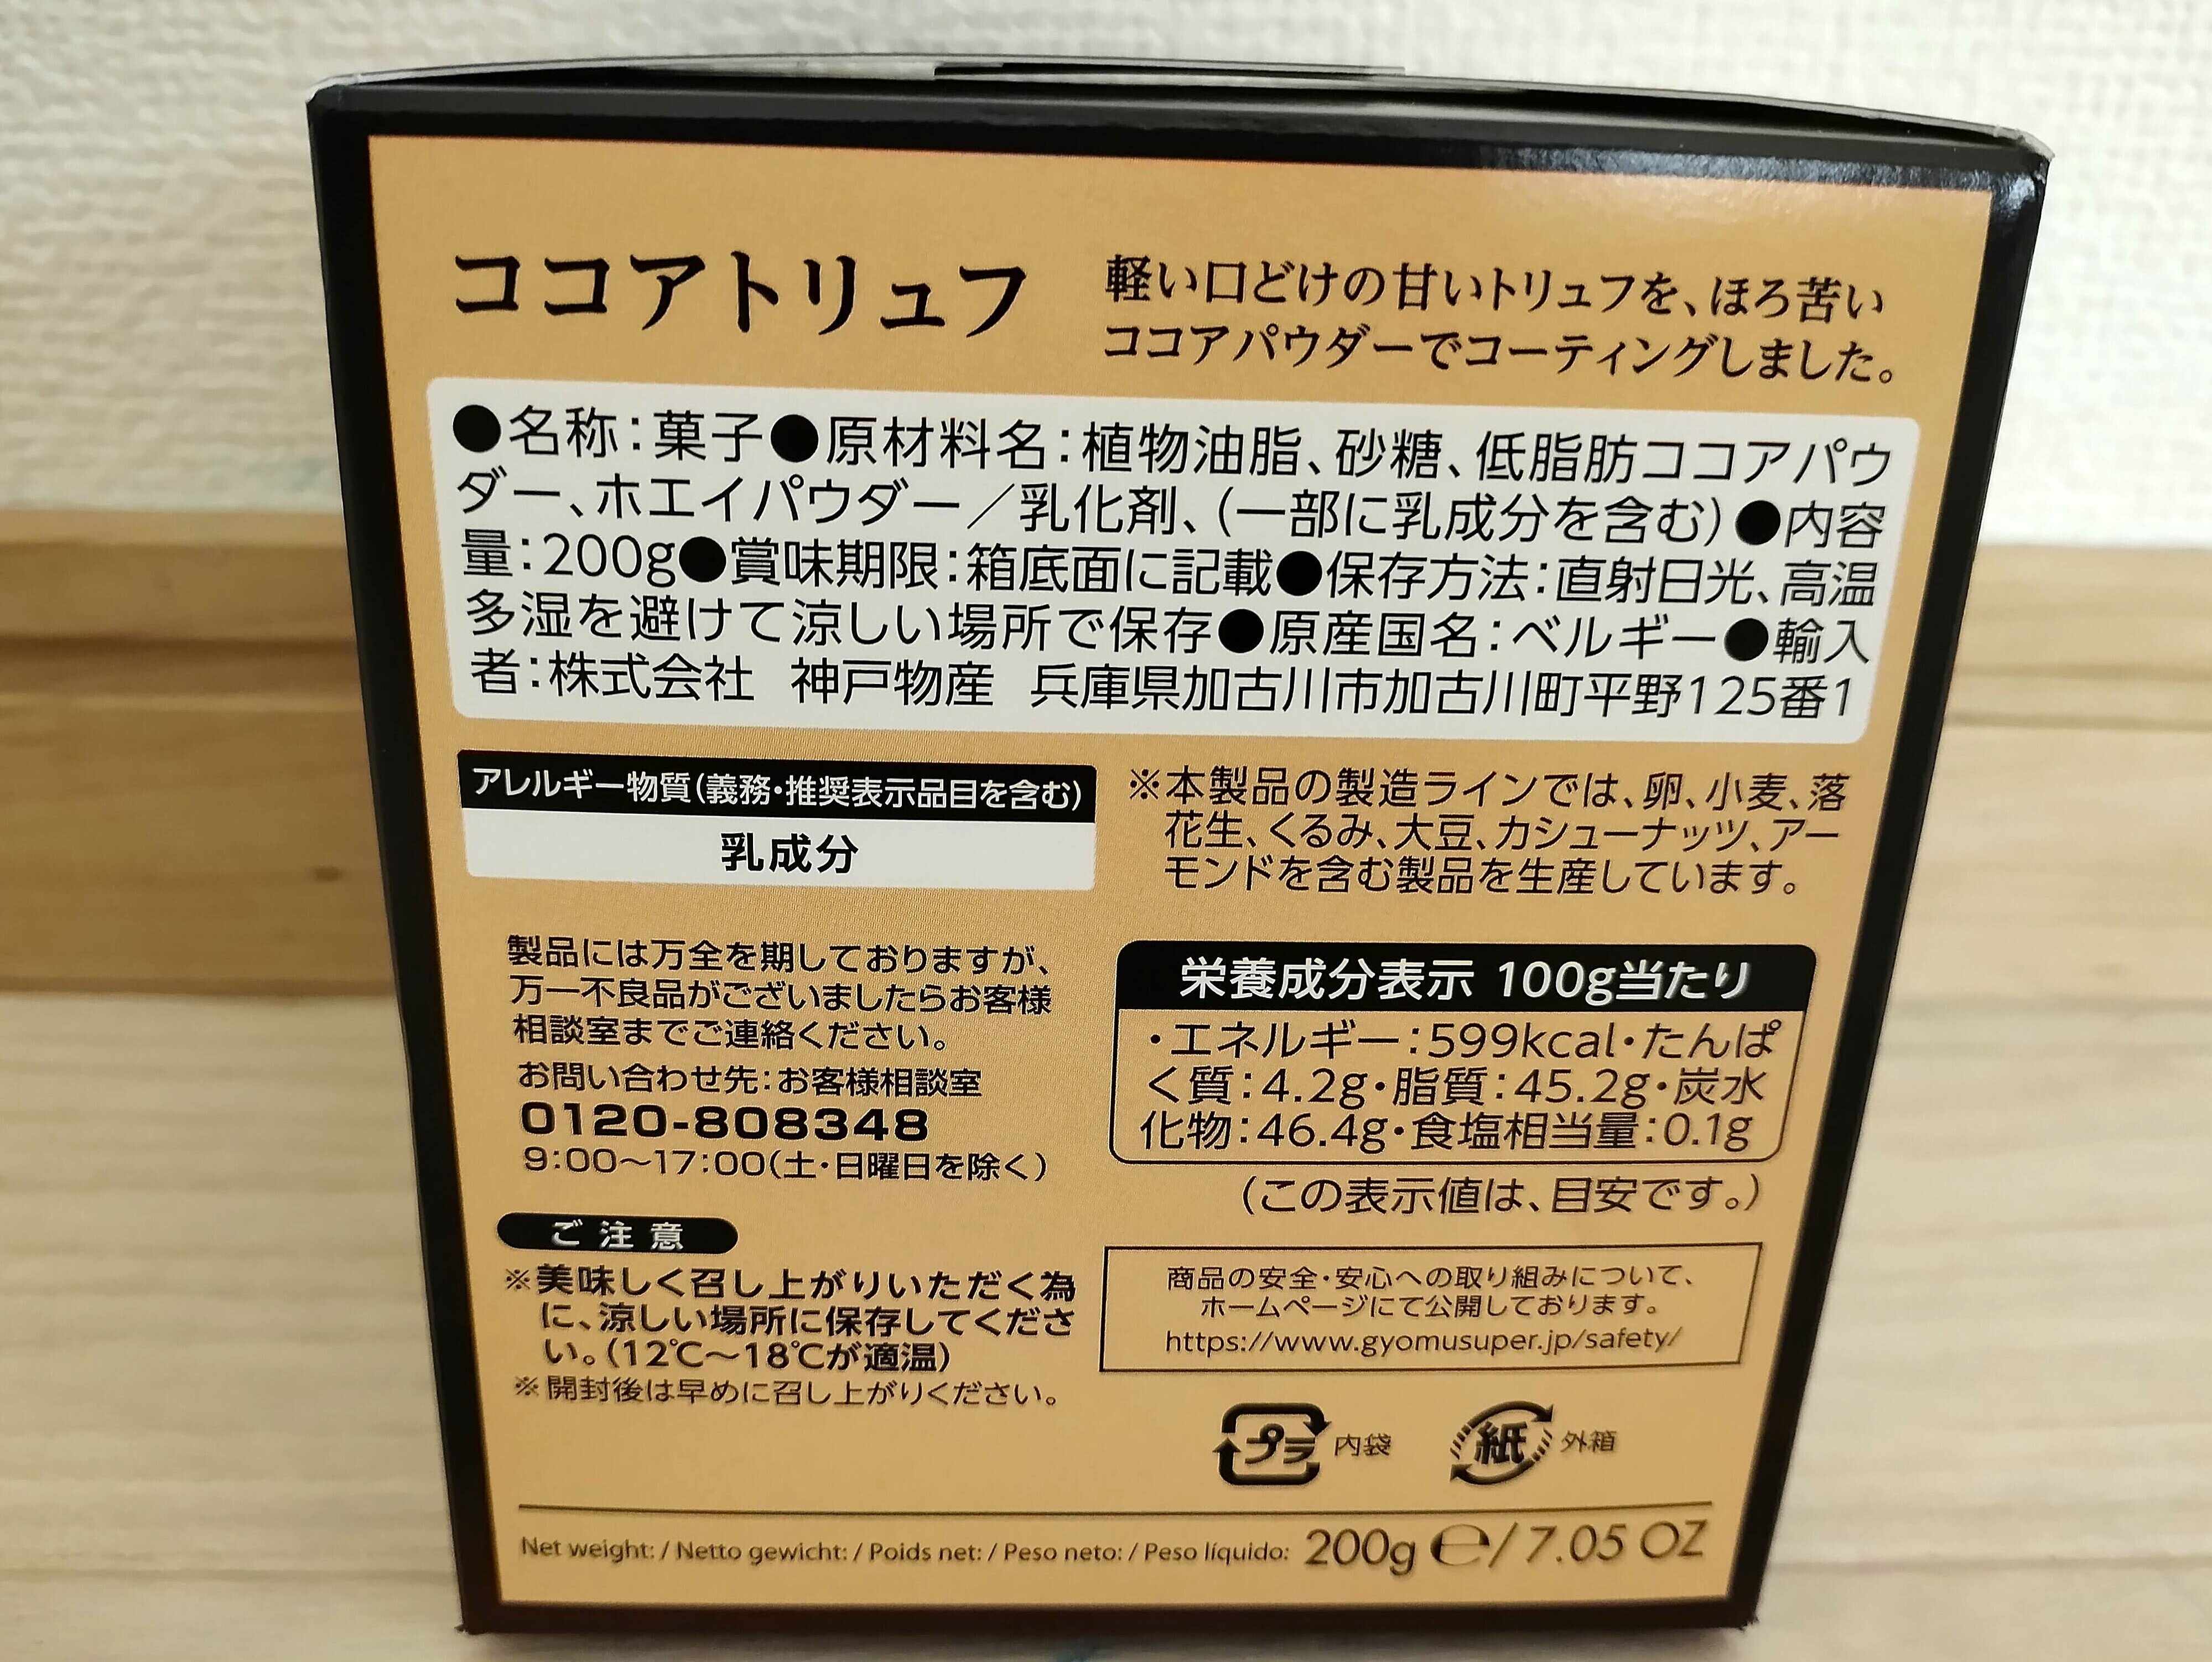 ココアトリュフ
軽い口どけの甘いトリュフを、ほろ苦い
ココアパウダーでコーティングしました。
●名称：菓子●原材料名：植物油脂、砂糖、低脂肪ココアパウ
ダー、ホエイパウダー／乳化剤、（一部に乳成分を含む）●内容
量：200g●賞味期限：箱底面に記載●保存方法：直射日光、高温
多湿を避けて涼しい場所で保存●原産国名：ベルギー●輸入
者：株式会社 神戸物産 兵庫県加古川市加古川町平野125番1
アレルギー物質（義務・推奨表示品目を含む）
乳成分
※本製品の製造ラインでは、卵、小麦、落
花生、くるみ、大豆、カシューナッツ、アー
モンドを含む製品を生産しています。
製品には万全を期しておりますが、
万一不良品がございましたらお客様
相談室までご連絡ください。
お問い合わせ先：お客様相談室
0120-808348
9:00～17:00（土・日曜日を除く）
栄養成分表示 100g当たり
・エネルギー：599kcal・たんぱ
く質：4.2g・脂質：45.2g・炭水
化物：46.4g・食塩相当量：0.1g
（この表示値は、目安です。）
ご注意
※美味しく召し上がりいただく為
に、涼しい場所に保存してくださ
い。（12℃～18℃が適温）
※開封後は早めに召し上がりください。
商品の安全・安心への取り組みについて、
ホームページにて公開しております。
https://www.gyomusuper.jp/safety/
プラ 内袋 紙 外箱
Net weight: / Netto gewicht: / Poids net: / Peso neto: / Peso líquido: 200g ℮ / 7.05 OZ